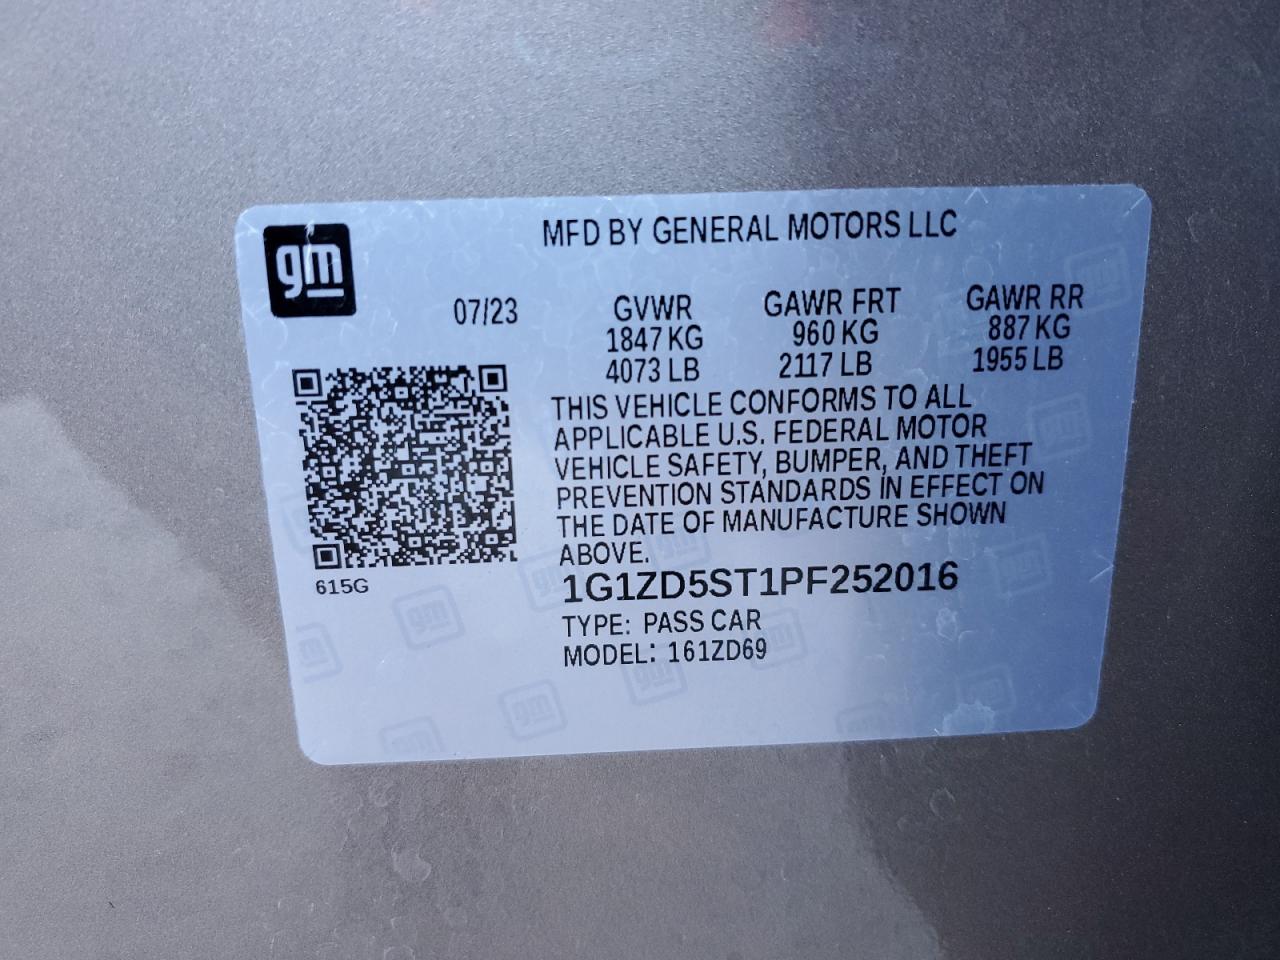 gm
MFD BY GENERAL MOTORS LLC
07/23
GVWR
1847 KG
4073 LB
GAWR FRT
960 KG
2117 LB
GAWR RR
887 KG
1955 LB
THIS VEHICLE CONFORMS TO ALL
APPLICABLE U.S. FEDERAL MOTOR
VEHICLE SAFETY, BUMPER, AND THEFT
PREVENTION STANDARDS IN EFFECT ON
THE DATE OF MANUFACTURE SHOWN
ABOVE.
615G
1G1ZD5ST1PF252016
TYPE: PASS CAR
MODEL: 161ZD69